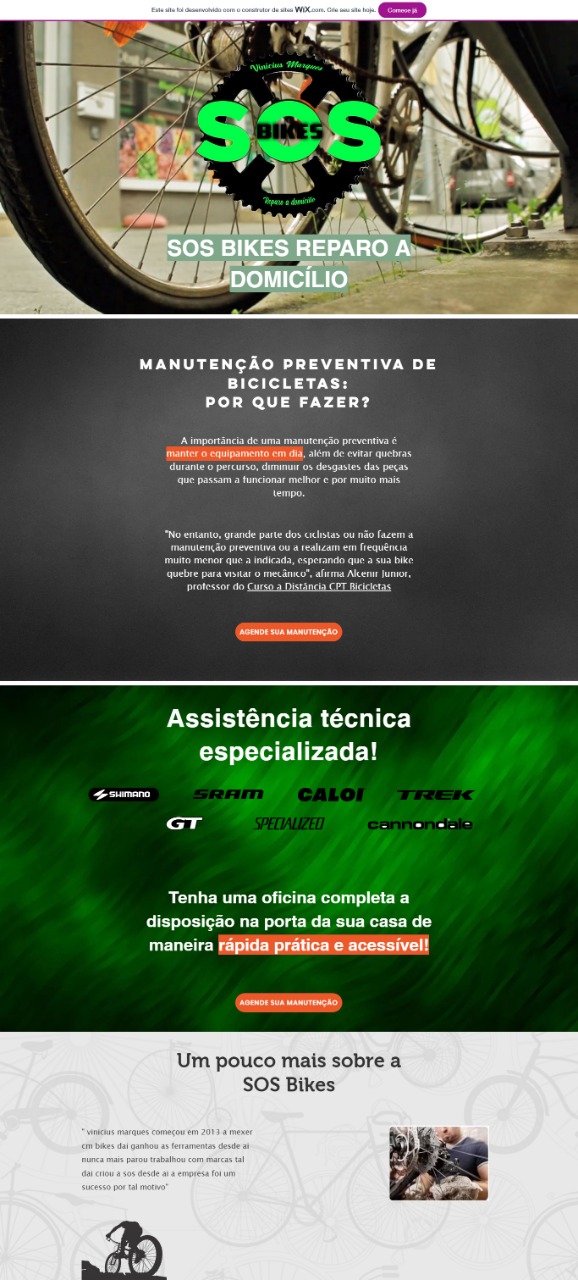 Este site foi desenvolvido com o construtor de sites WiX.com. Crie seu site hoje. Comece já
Vinicius Marques
SOS
BIKES
Reparo a domicilio
SOS BIKES REPARO A
DOMICÍLIO
MANUTENÇÃO PREVENTIVA DE
BICICLETAS:
POR QUE FAZER?
A importância de uma manutenção preventiva é
manter o equipamento em dia, além de evitar quebras
durante o percurso, diminuir os desgastes das peças
que passam a funcionar melhor e por muito mais
tempo.
"No entanto, grande parte dos ciclistas ou não fazem a
manutenção preventiva ou a realizam em frequência
muito menor que a indicada, esperando que a sua bike
quebre para visitar o mecânico", afirma Alcenir Junior,
professor do Curso a Distância CPT Bicicletas
AGENDE SUA MANUTENÇÃO
Assistência técnica
especializada!
SHIMANO SRAM CALOI TREK
GT SPECIALIZED cannondale
Tenha uma oficina completa a
disposição na porta da sua casa de
maneira rápida prática e acessível!
AGENDE SUA MANUTENÇÃO
Um pouco mais sobre a
SOS Bikes
" vinicius marques começou em 2013 a mexer
em bikes dai ganhou as ferramentas desde ai
nunca mais parou trabalhou com marcas tal
dai criou a sos desde ai a empresa foi um
sucesso por tal motivo"